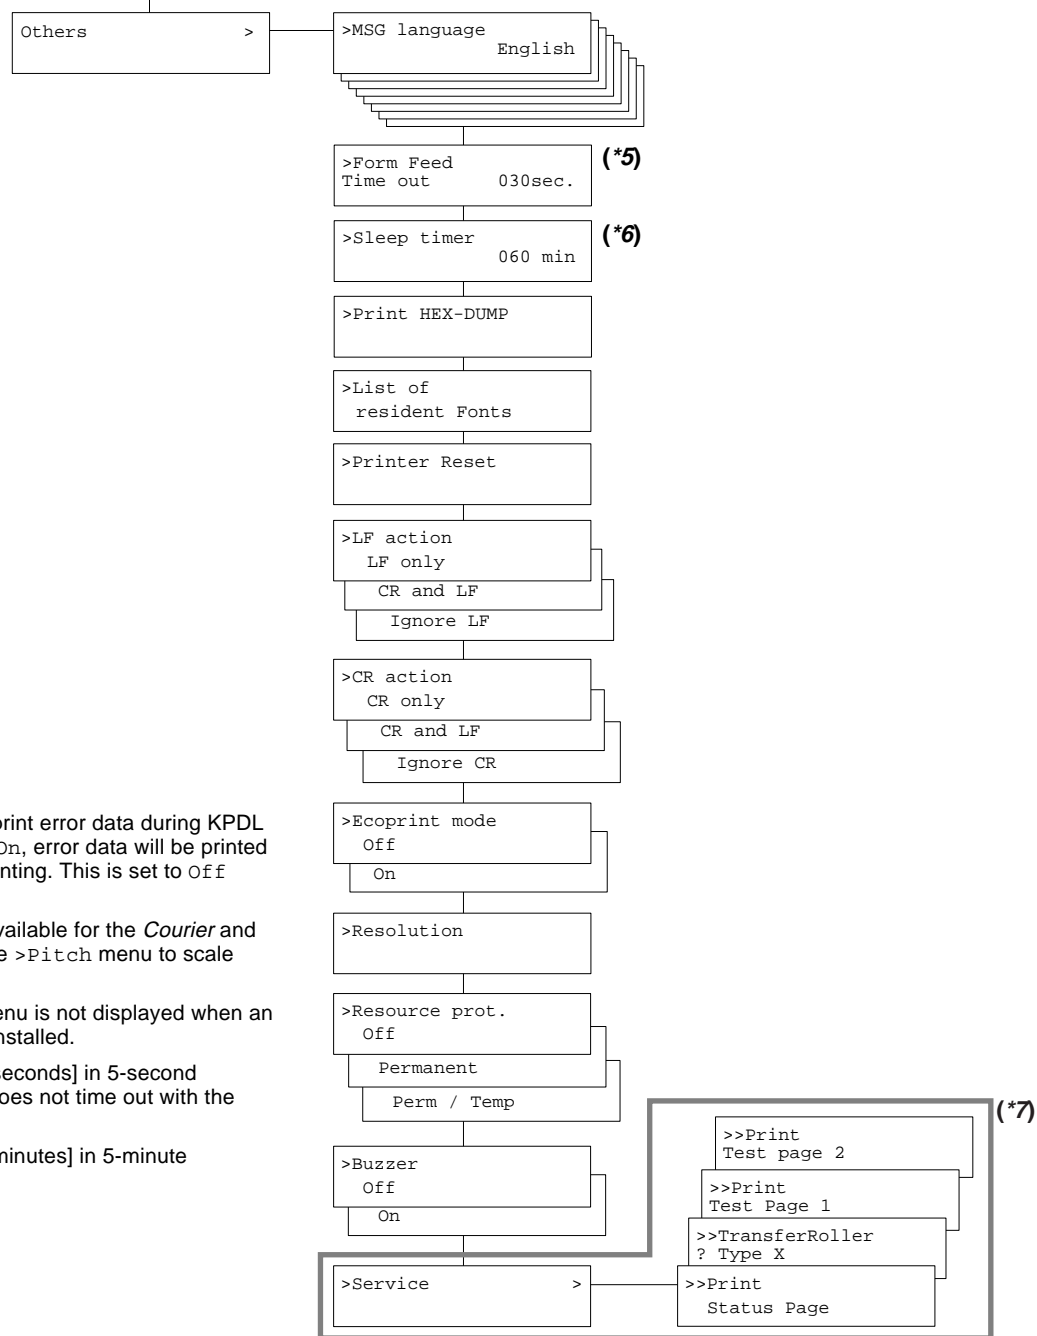 Others >
>MSG language
English
>Form Feed
Time out 030sec.
(*5)
>Sleep timer
060 min
(*6)
>Print HEX-DUMP
>List of
resident Fonts
>Printer Reset
>LF action
LF only
CR and LF
Ignore LF
>CR action
CR only
CR and LF
Ignore CR
>Ecoprint mode
Off
On
>Resolution
>Resource prot.
Off
Permanent
Perm / Temp
>Buzzer
Off
On
>Service >
(*7)
>>Print
Test page 2
>>Print
Test Page 1
>>TransferRoller
? Type X
>>Print
Status Page
print error data during KPDL
On, error data will be printed
nting. This is set to Off
vailable for the Courier and
e >Pitch menu to scale
enu is not displayed when an
nstalled.
seconds] in 5-second
oes not time out with the
minutes] in 5-minute